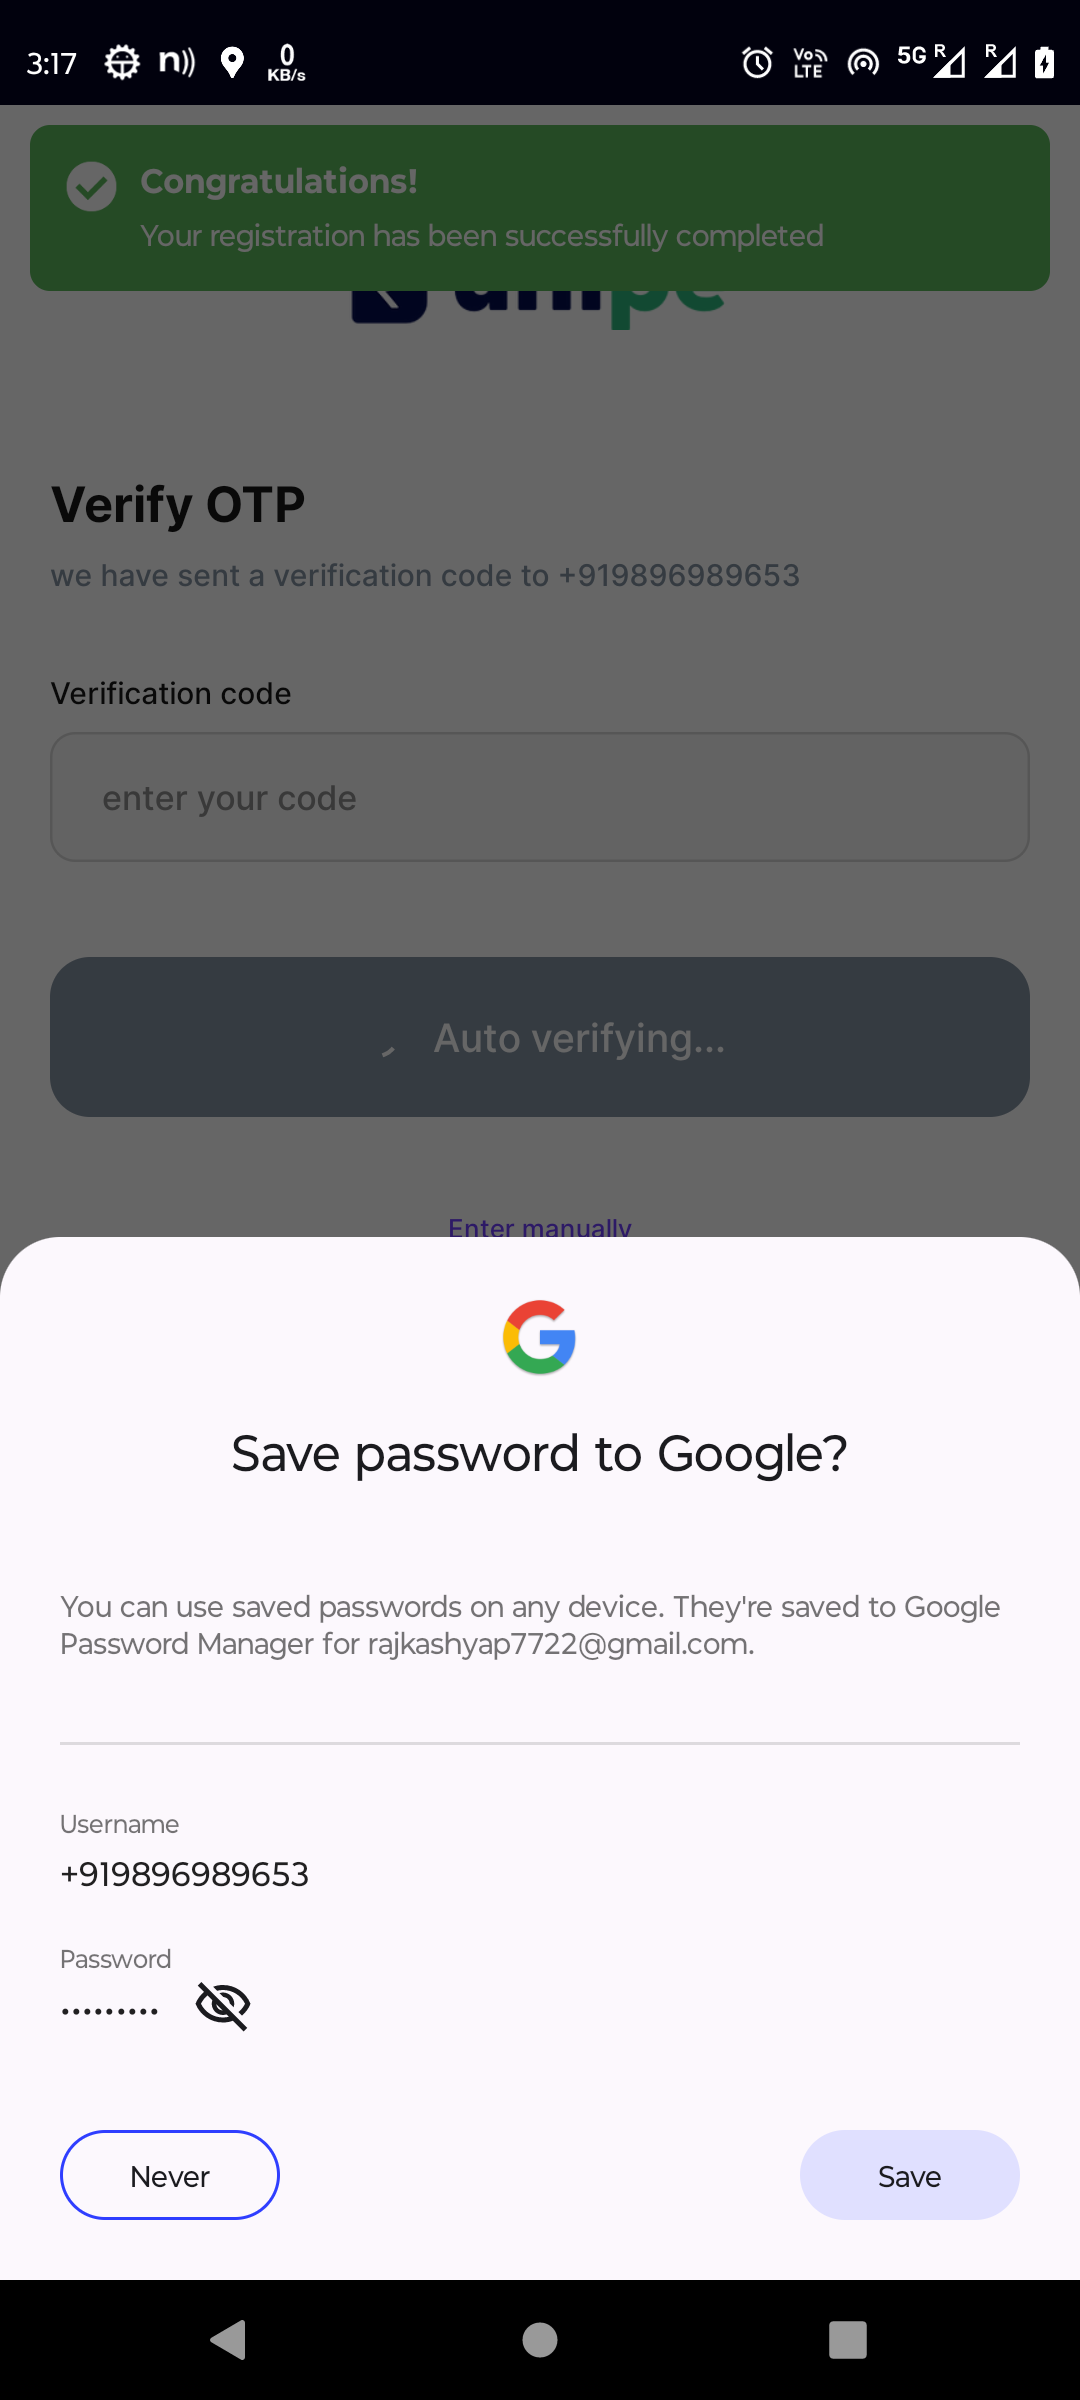 3:17
n
0
KB/s
Vo
LTE
5G
R
R
Congratulations!
Your registration has been successfully completed
Verify OTP
we have sent a verification code to +919896989653
Verification code
enter your code
Auto verifying...
Enter manually
G
Save password to Google?
You can use saved passwords on any device. They're saved to Google
Password Manager for rajkashyap7722@gmail.com.
Username
+919896989653
Password
•••••••••
Never
Save